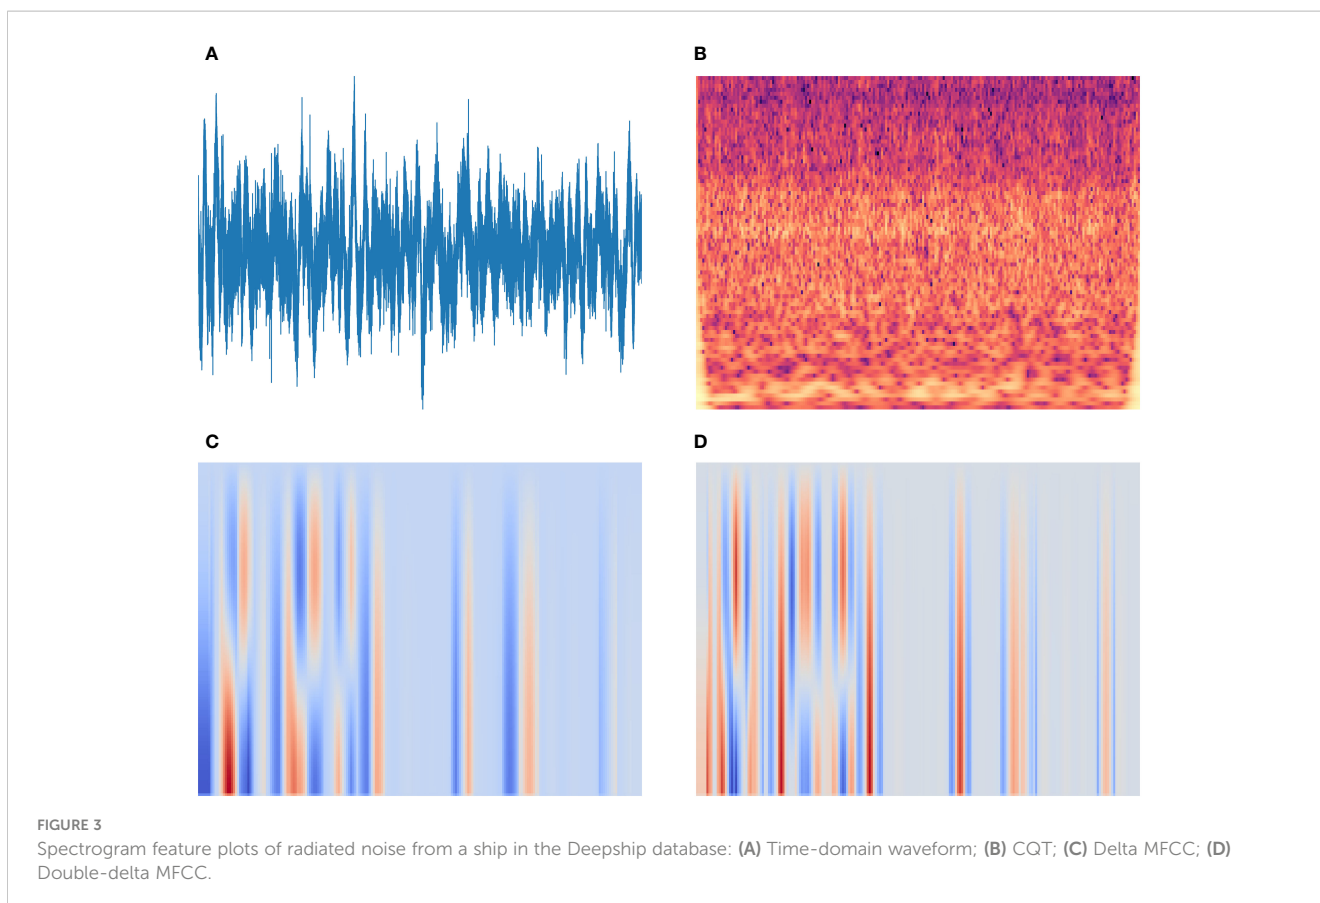 A
B
C
D
FIGURE 3
Spectrogram feature plots of radiated noise from a ship in the Deepship database: (A) Time-domain waveform; (B) CQT; (C) Delta MFCC; (D)
Double-delta MFCC.